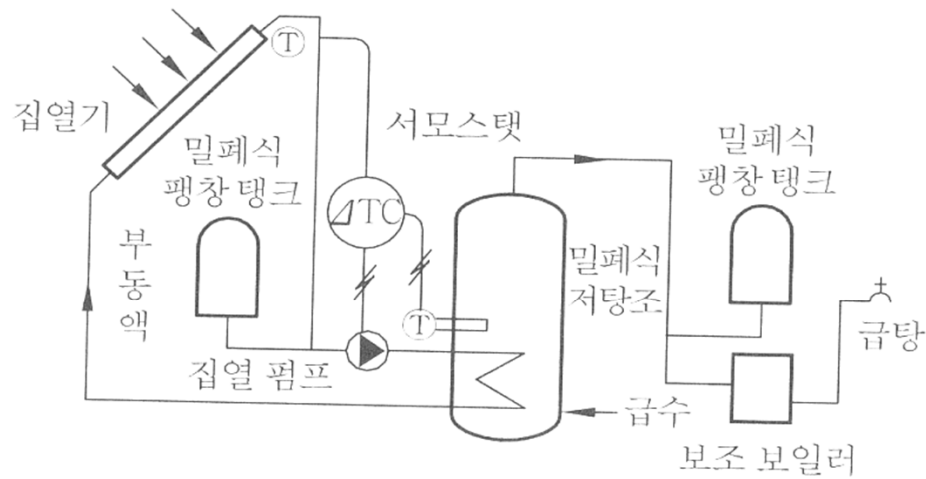 T
집열기
서모스탯
밀폐식
팽창 탱크
밀폐식
팽창 탱크
⊿TC
부
동
액
밀폐식
저탕조
T
급탕
집열 펌프
급수
보조 보일러